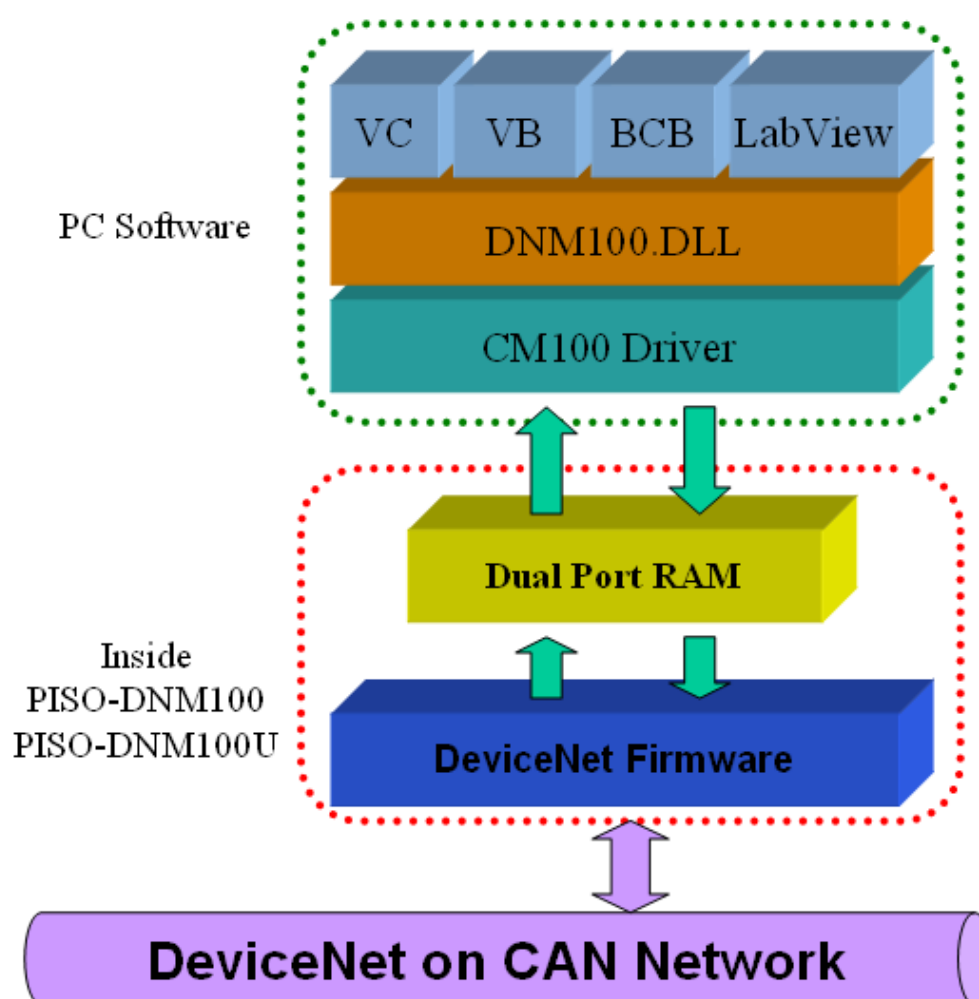 VC VB BCB LabView
PC Software
DNM100.DLL
CM100 Driver
Dual Port RAM
Inside
PISO-DNM100
PISO-DNM100U
DeviceNet Firmware
DeviceNet on CAN Network